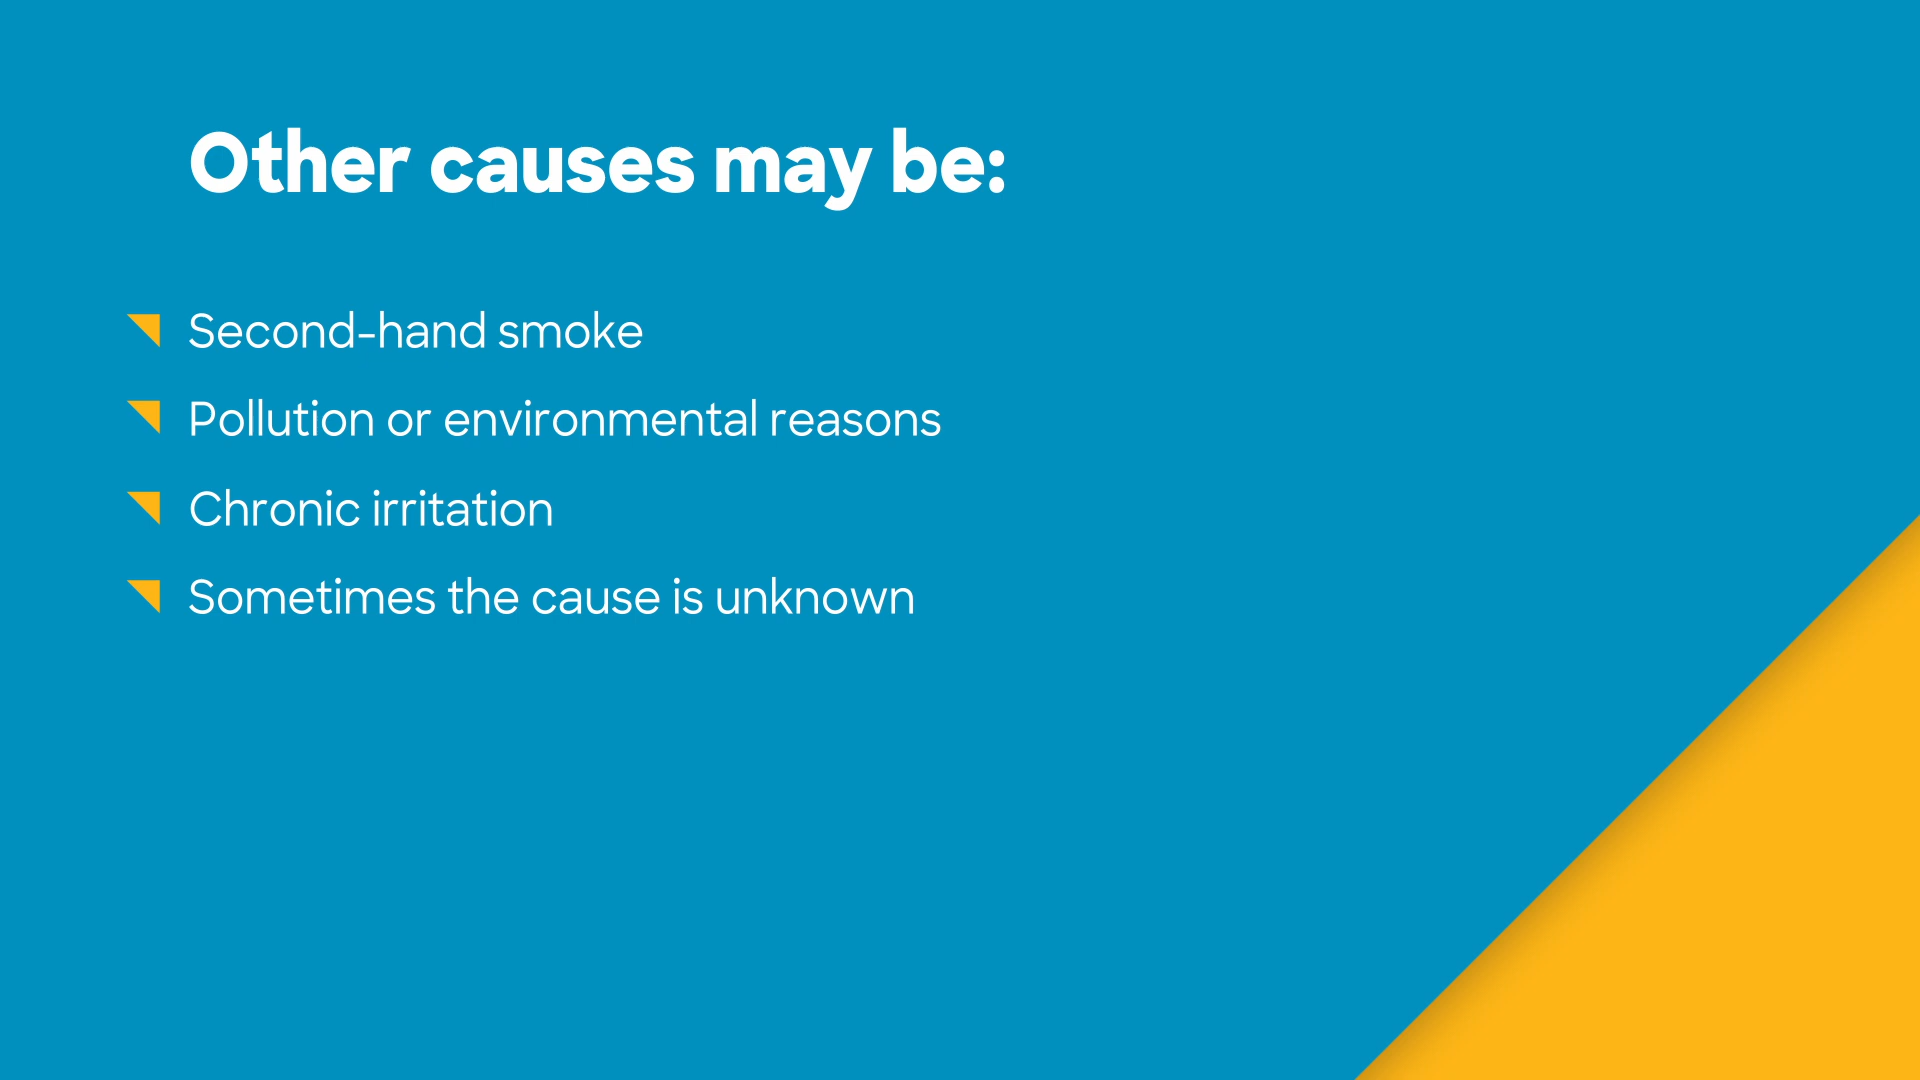 Other causes may be:
Second-hand smoke
Pollution or environmental reasons
Chronic irritation
Sometimes the cause is unknown